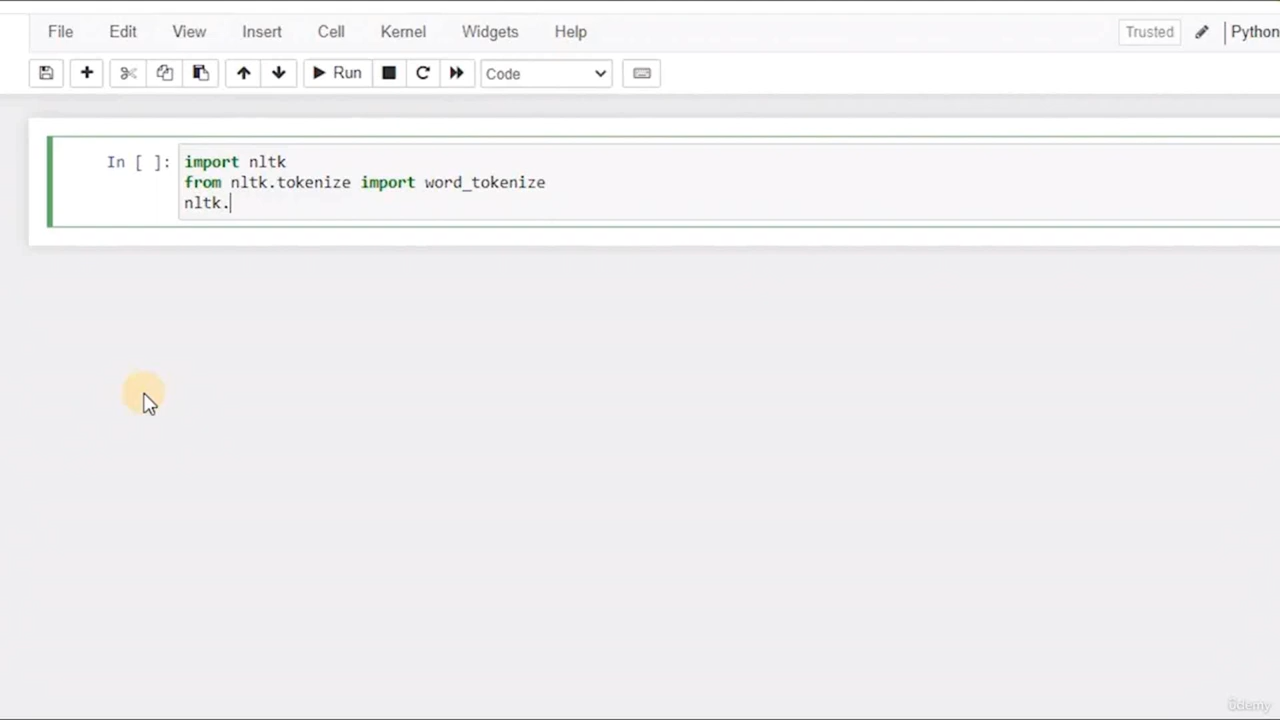 File Edit View Insert Cell Kernel Widgets Help Trusted Python
Run Code
In [ ]: import nltk
from nltk.tokenize import word_tokenize
nltk.
ûdemy